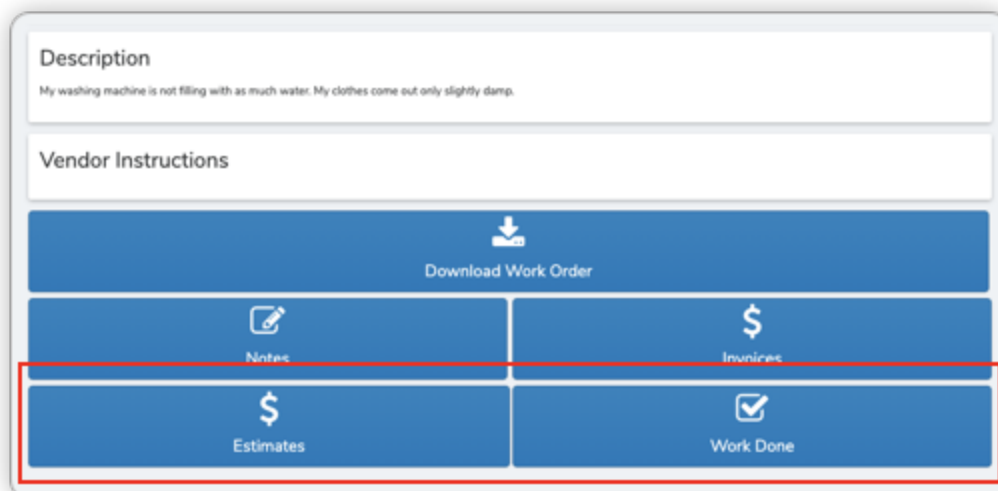 Description
My washing machine is not filling with as much water. My clothes come out only slightly damp.
Vendor Instructions
Download Work Order
Notes
Invoices
Estimates
Work Done